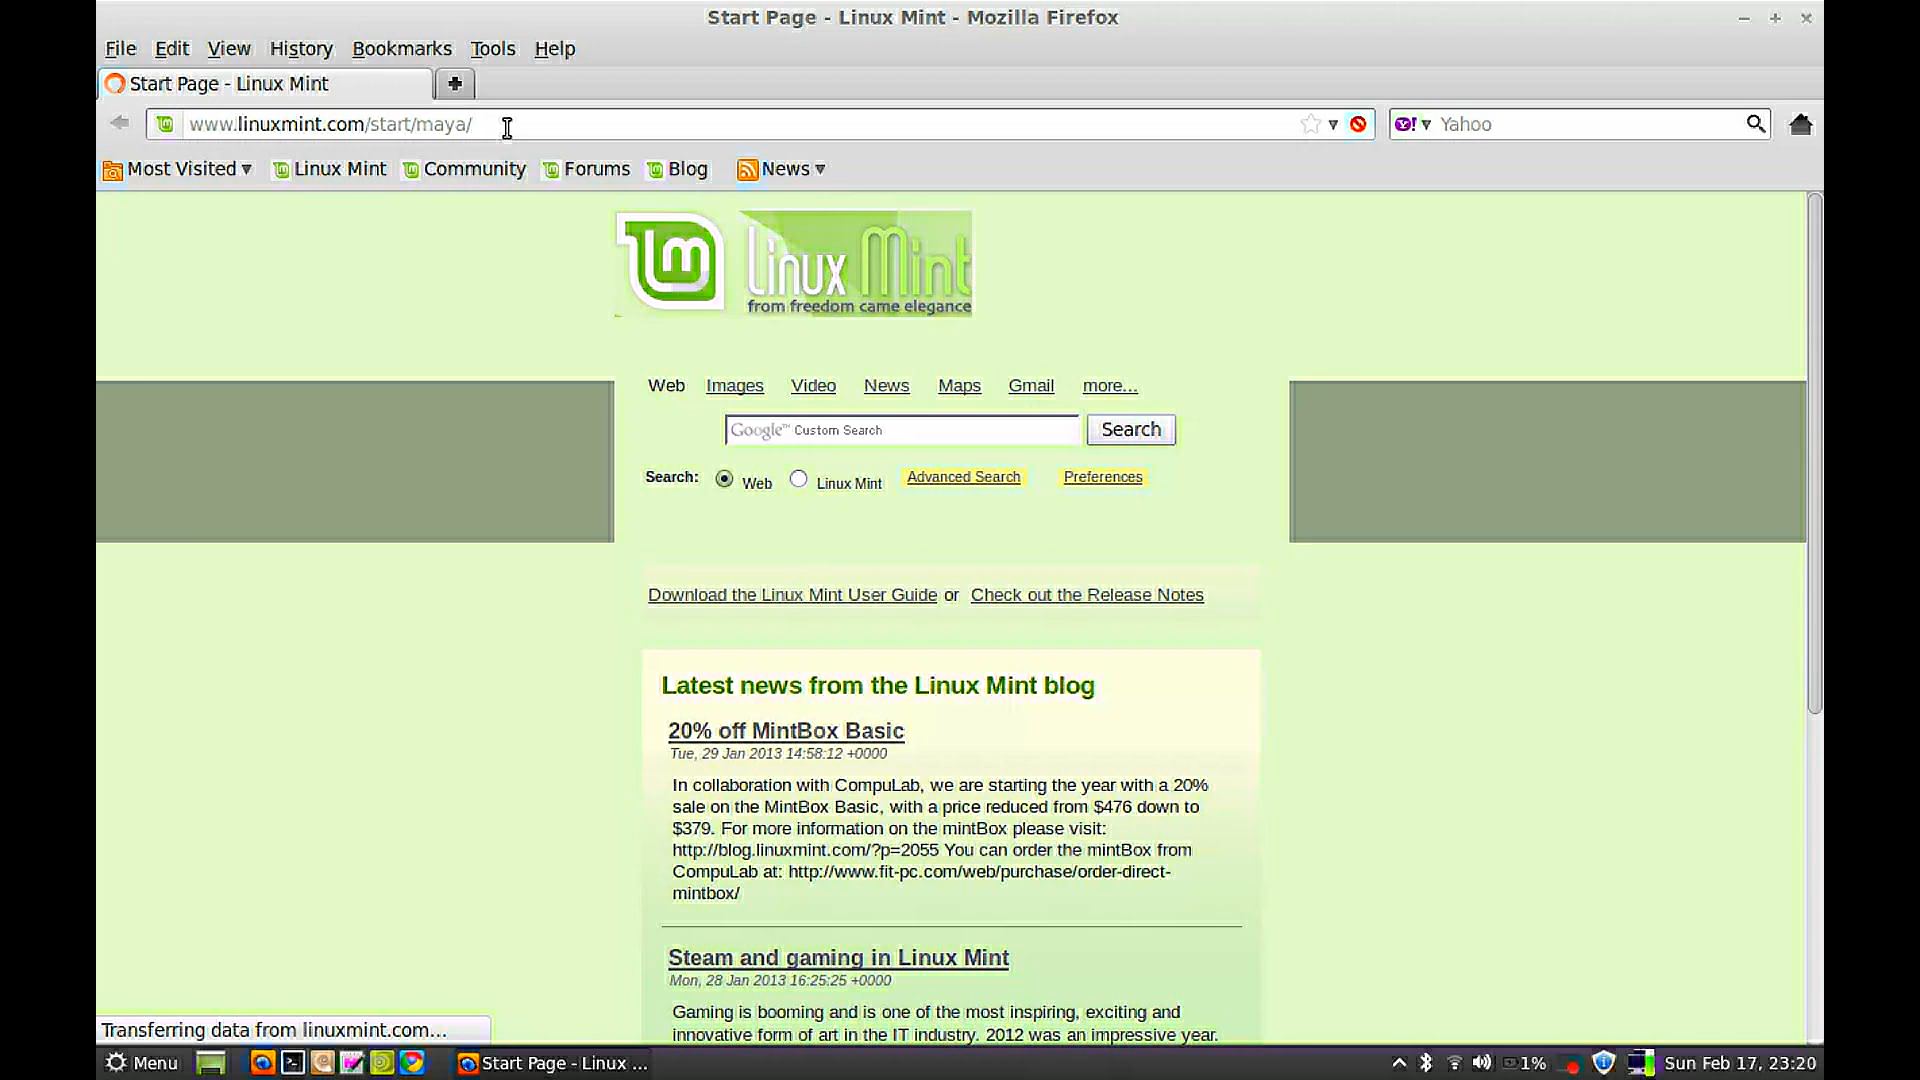 Start Page - Linux Mint - Mozilla Firefox
File Edit View History Bookmarks Tools Help
Start Page - Linux Mint
www.linuxmint.com/start/maya/
Y! Yahoo
Most Visited Linux Mint Community Forums Blog News
Linux Mint
from freedom came elegance
Web Images Video News Maps Gmail more...
Google™ Custom Search Search
Search: Web Linux Mint Advanced Search Preferences
Download the Linux Mint User Guide or Check out the Release Notes
Latest news from the Linux Mint blog
20% off MintBox Basic
Tue, 29 Jan 2013 14:58:12 +0000
In collaboration with CompuLab, we are starting the year with a 20%
sale on the MintBox Basic, with a price reduced from $476 down to
$379. For more information on the mintBox please visit:
http://blog.linuxmint.com/?p=2055 You can order the mintBox from
CompuLab at: http://www.fit-pc.com/web/purchase/order-direct-
mintbox/
Steam and gaming in Linux Mint
Mon, 28 Jan 2013 16:25:25 +0000
Gaming is booming and is one of the most inspiring, exciting and
innovative form of art in the IT industry. 2012 was an impressive year.
Transferring data from linuxmint.com...
Menu Start Page - Linux ... 1% Sun Feb 17, 23:20